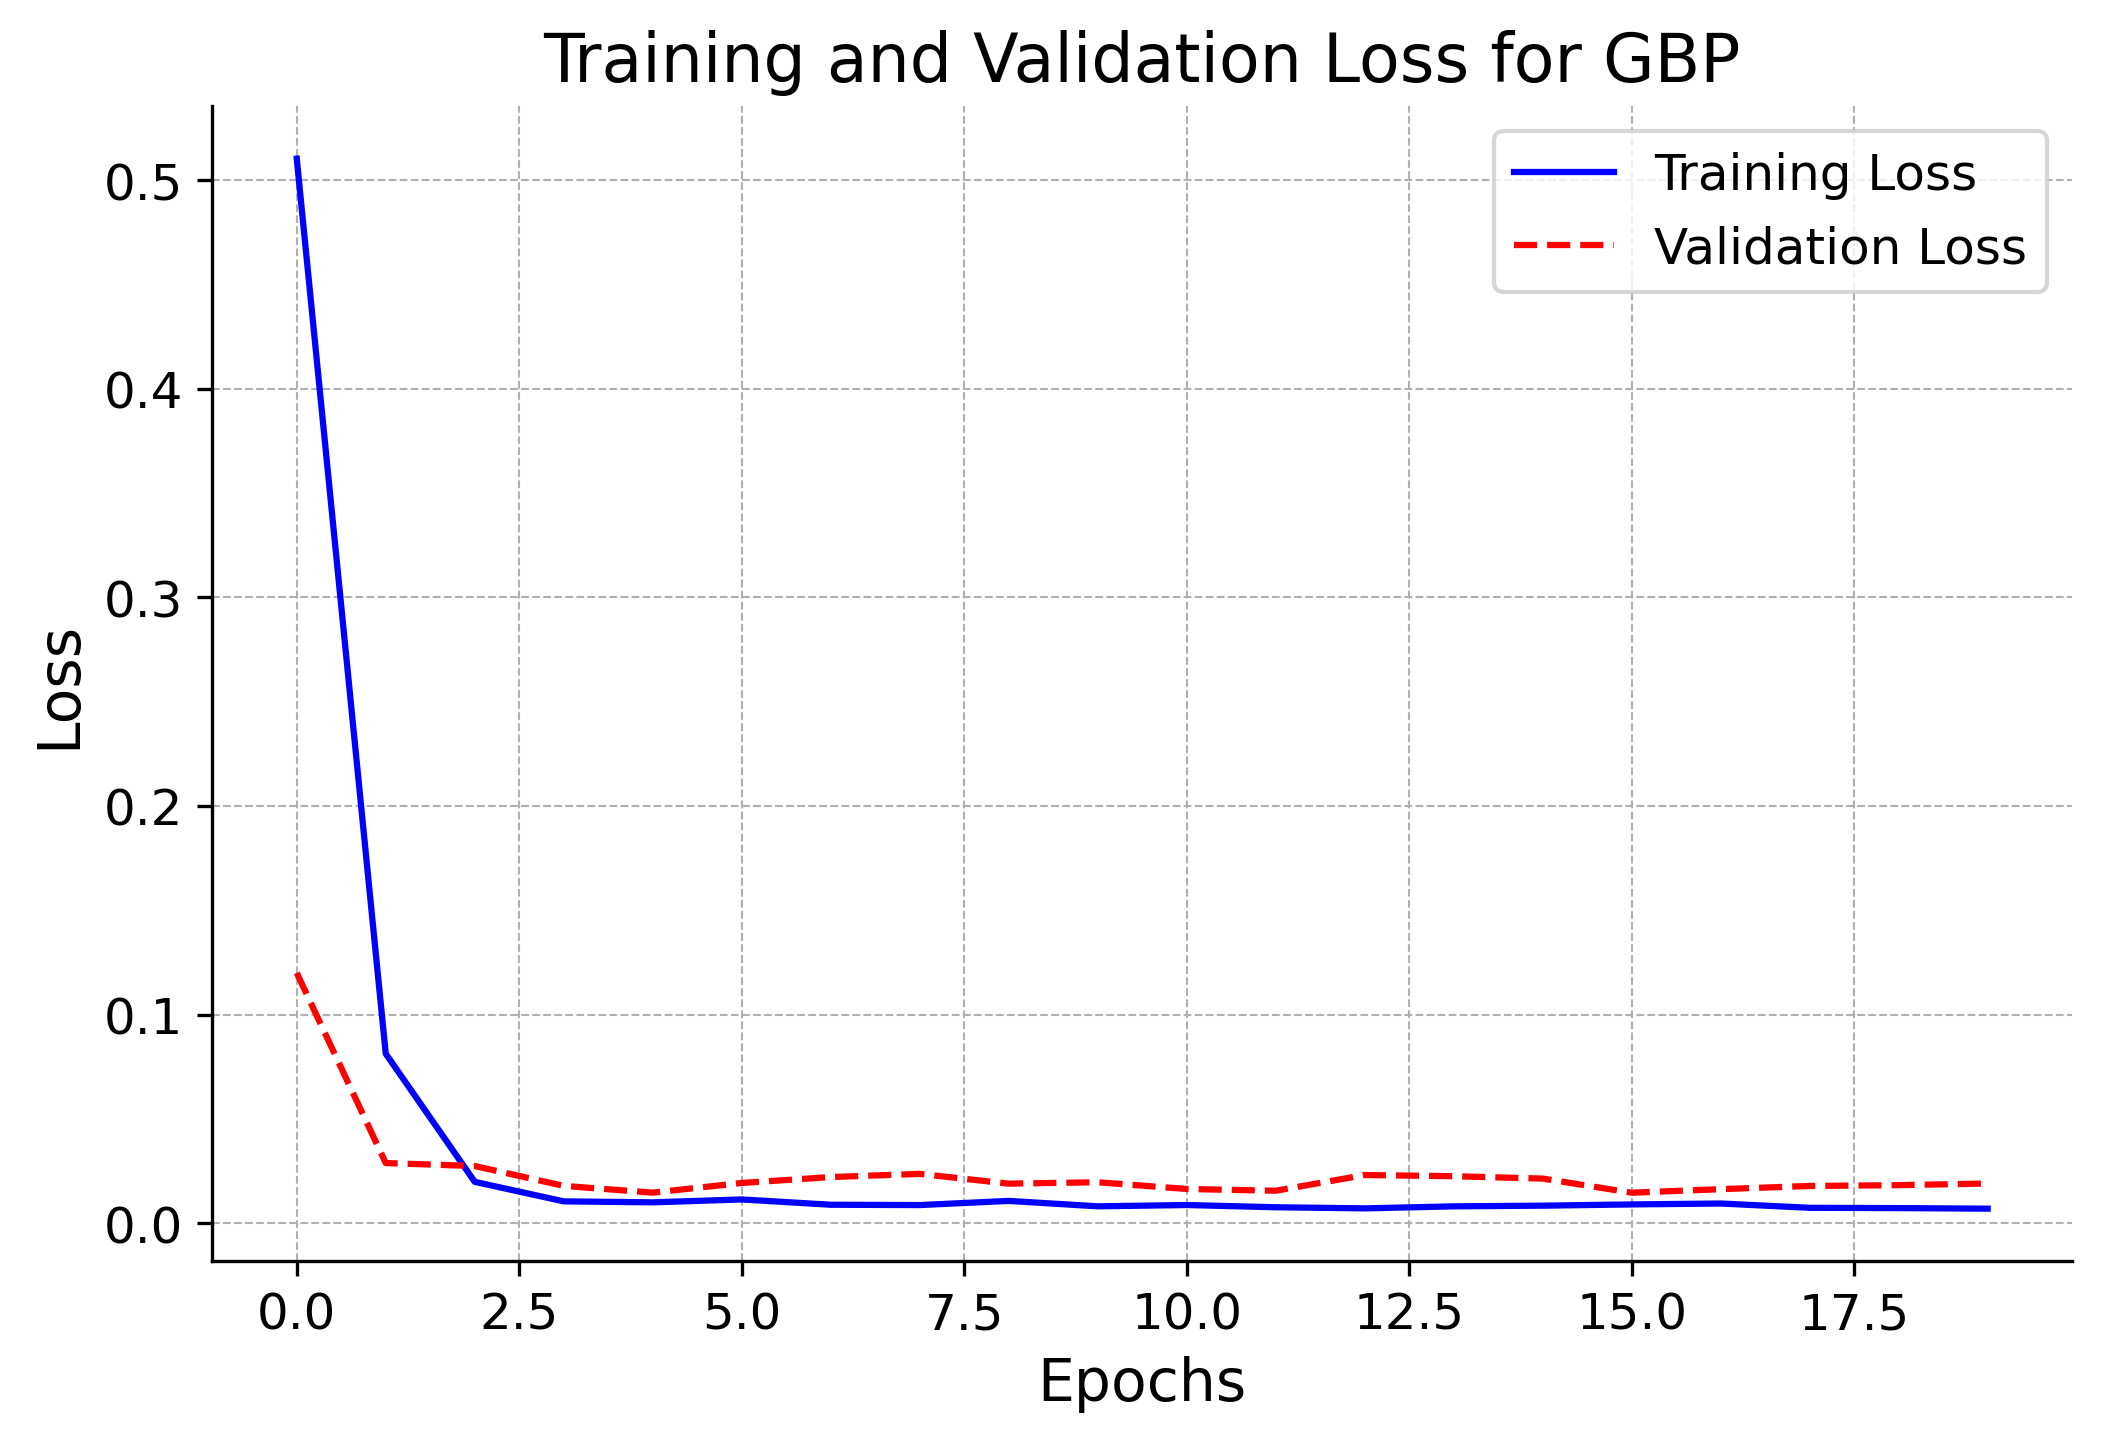 Training and Validation Loss for GBP
Training Loss
Validation Loss
0.5
0.4
0.3
0.2
0.1
0.0
Loss
0.0 2.5 5.0 7.5 10.0 12.5 15.0 17.5
Epochs